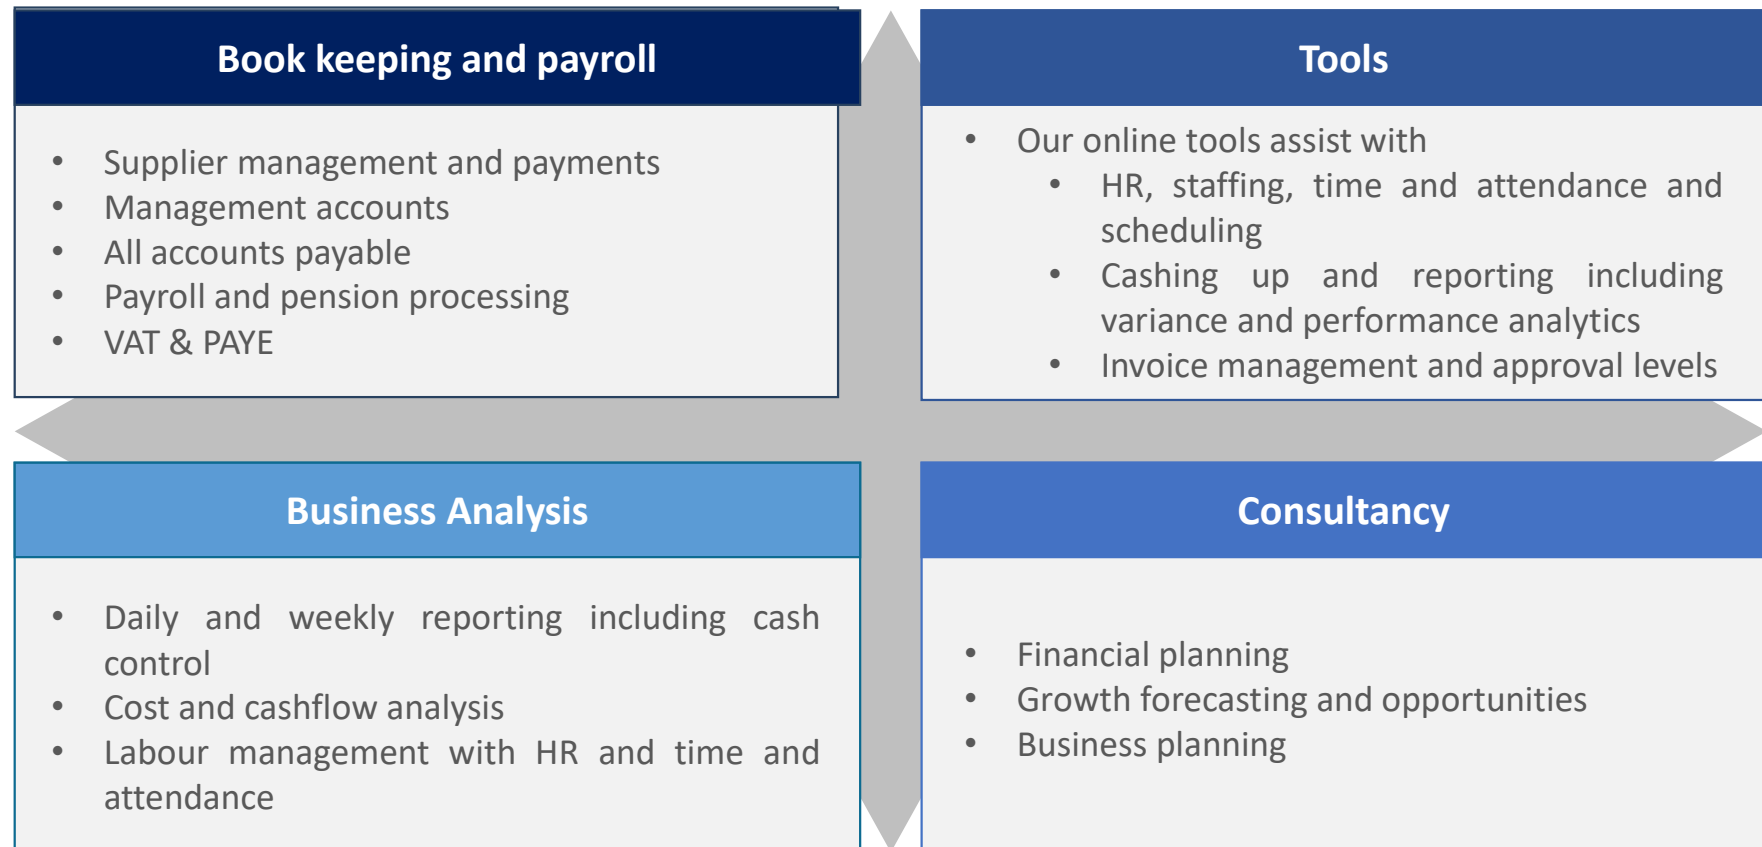 Book keeping and payroll
• Supplier management and payments
• Management accounts
• All accounts payable
• Payroll and pension processing
• VAT & PAYE
Tools
• Our online tools assist with
• HR, staffing, time and attendance and
scheduling
• Cashing up and reporting including
variance and performance analytics
• Invoice management and approval levels
Business Analysis
• Daily and weekly reporting including cash
control
• Cost and cashflow analysis
• Labour management with HR and time and
attendance
Consultancy
• Financial planning
• Growth forecasting and opportunities
• Business planning